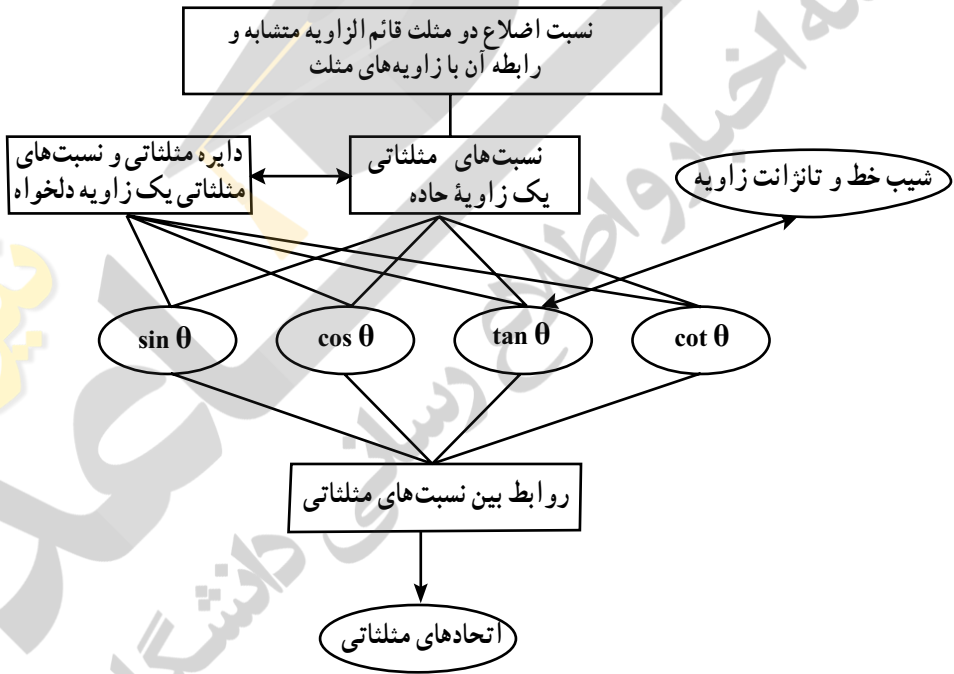 نسبت اضلاع دو مثلث قائم الزاویه متشابه و
رابطه آن با زاویه‌های مثلث
دایره مثلثاتی و نسبت‌های
مثلثاتی یک زاویه دلخواه
نسبت‌های مثلثاتی
یک زاویهٔ حاده
شیب خط و تانژانت زاویه
sin θ
cos θ
tan θ
cot θ
روابط بین نسبت‌های مثلثاتی
اتحادهای مثلثاتی